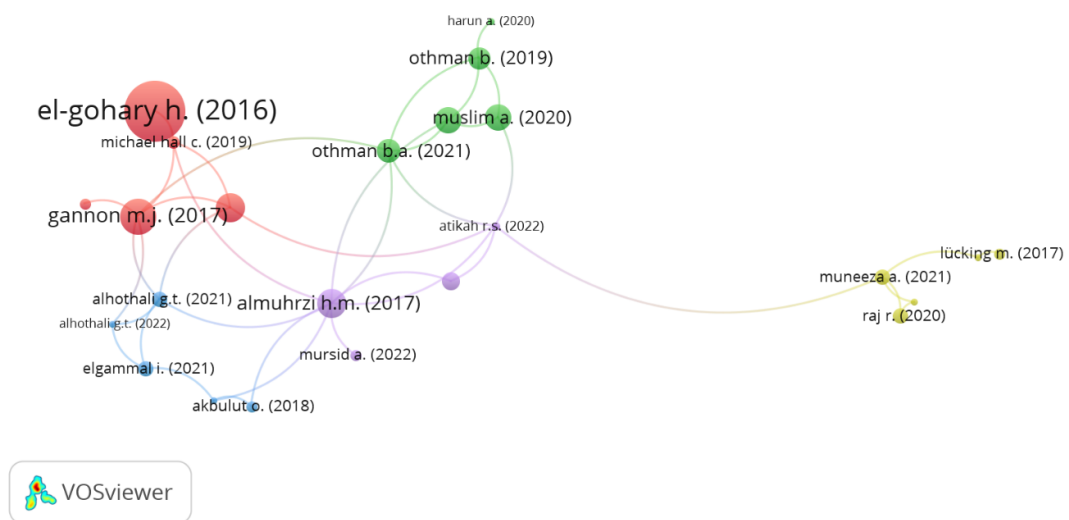 harun a. (2020)
othman b. (2019)
el-gohary h. (2016)
muslim a. (2020)
michael hall c. (2019)
othman b.a. (2021)
gannon m.j. (2017)
atikah r.s. (2022)
lücking m. (2017)
muneeza a. (2021)
alhothali g.t. (2021)
almuhrzi h.m. (2017)
raj r. (2020)
alhothali g.t. (2022)
mursid a. (2022)
elgammal i. (2021)
akbulut o. (2018)
VOSviewer